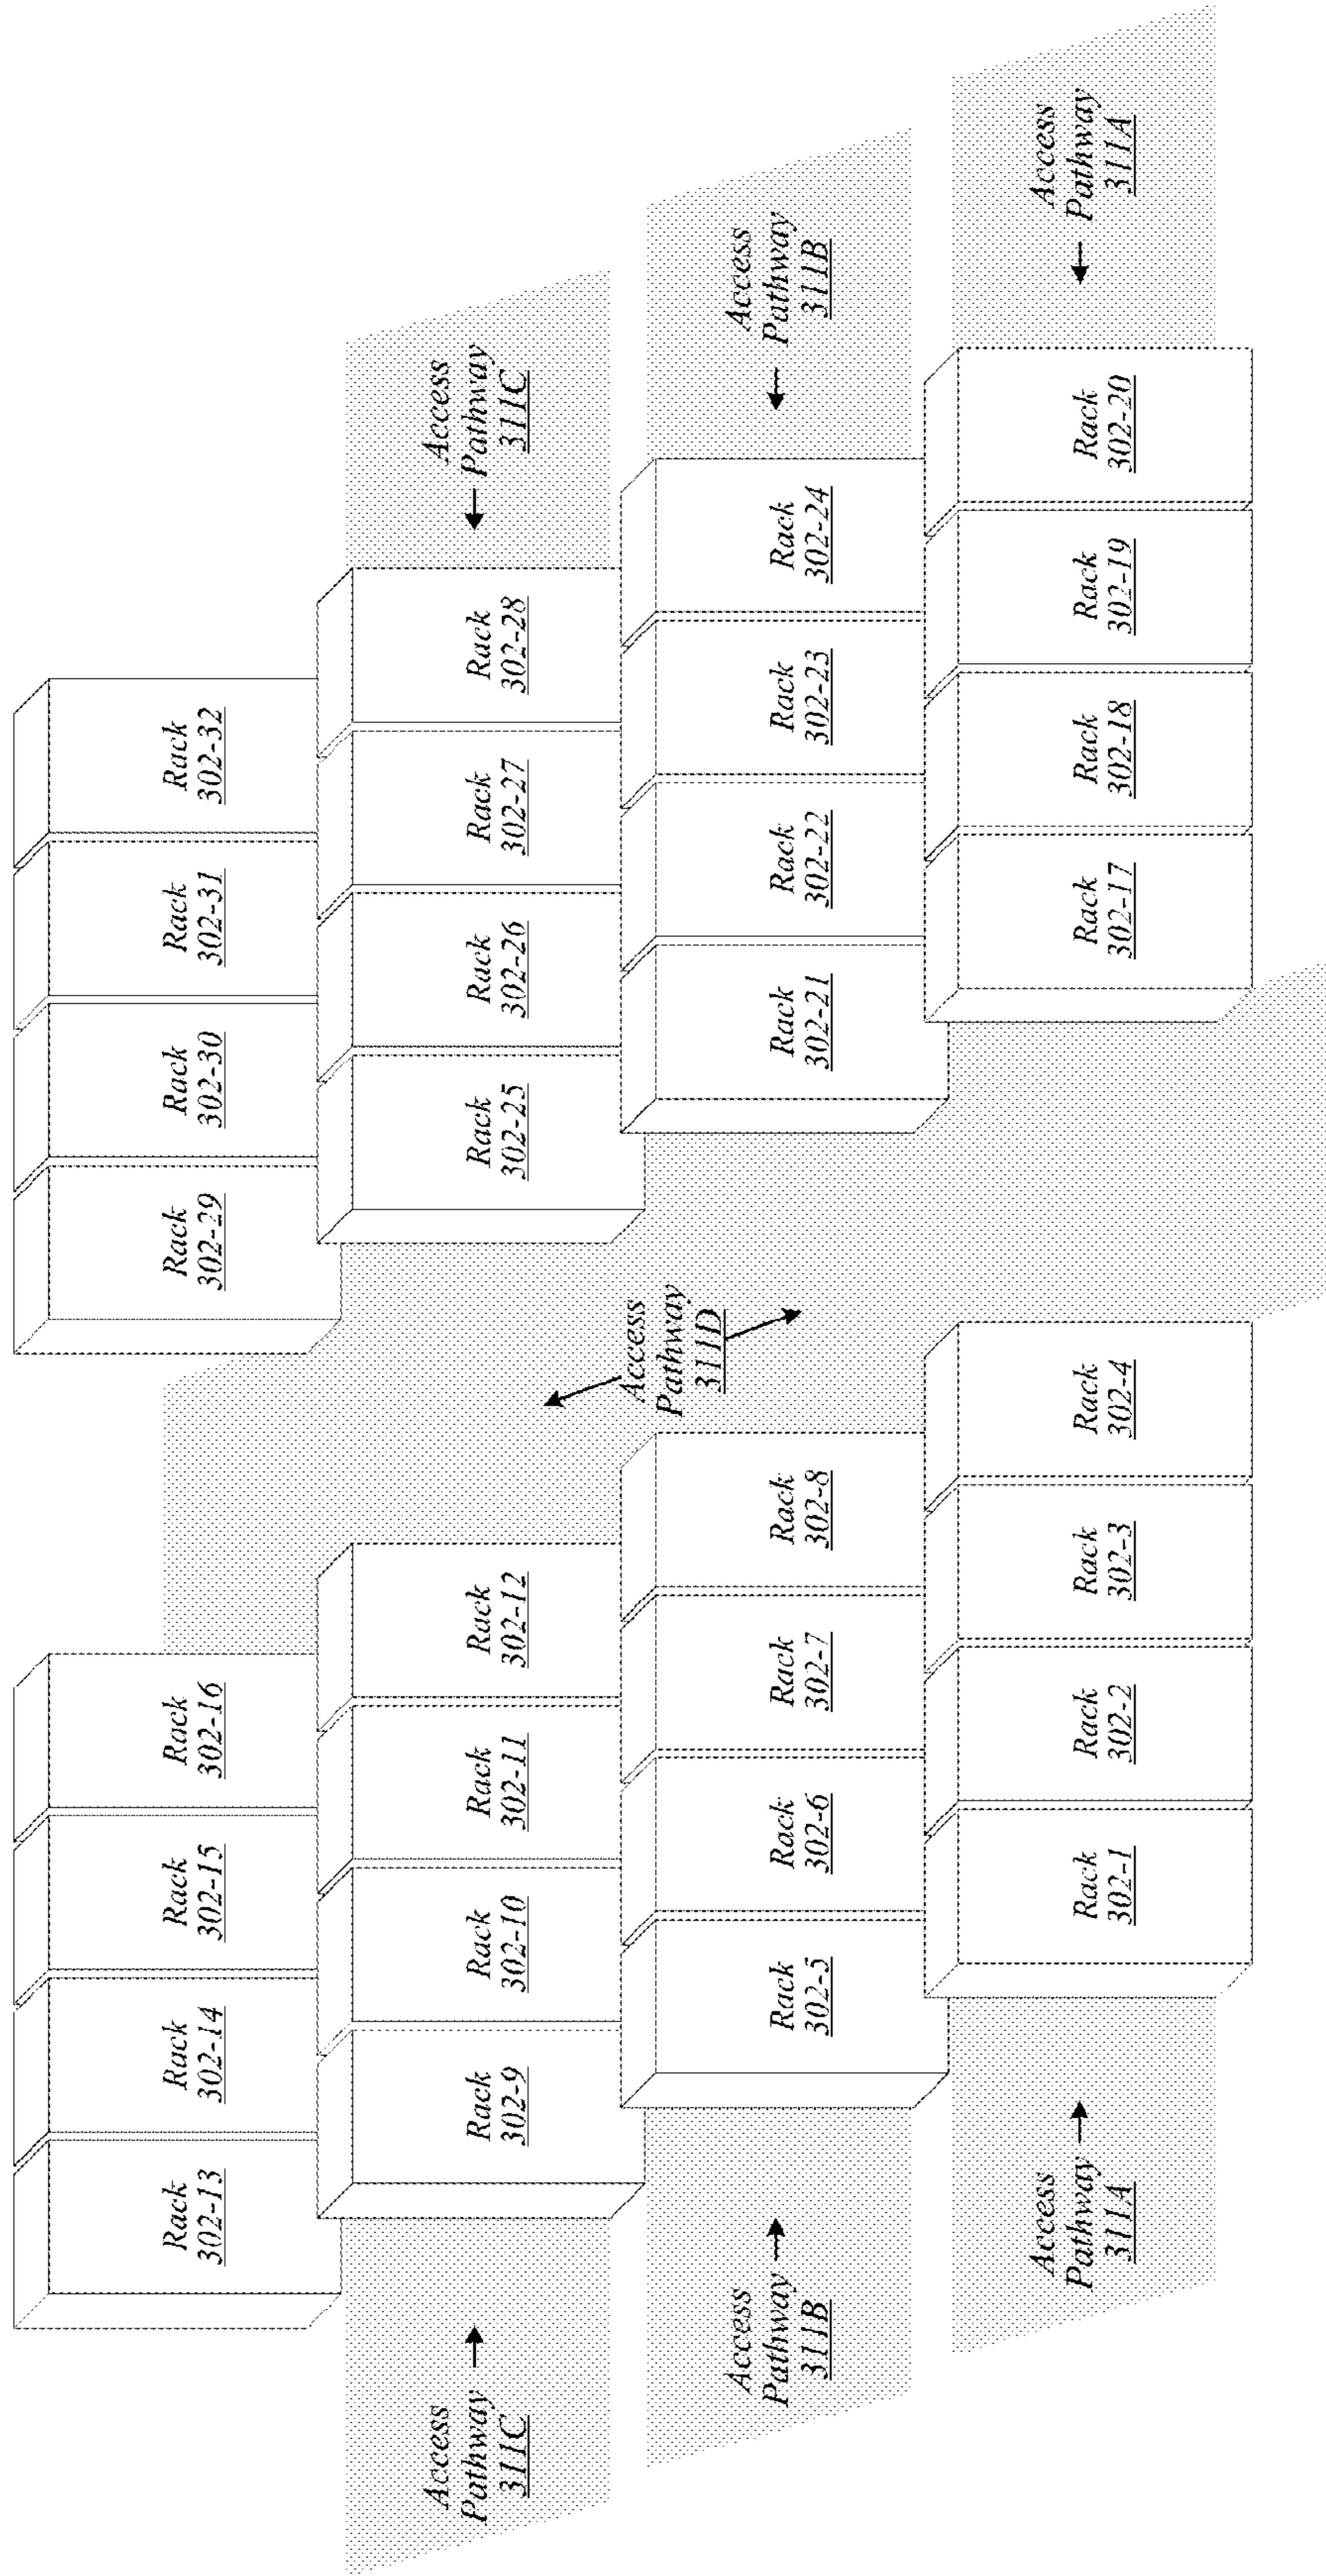 Rack
302-13
Rack
302-14
Rack
302-15
Rack
302-16
Rack
302-29
Rack
302-30
Rack
302-31
Rack
302-32
Access
Pathway
311C
Rack
302-9
Rack
302-10
Rack
302-11
Rack
302-12
Rack
302-25
Rack
302-26
Rack
302-27
Rack
302-28
Access
Pathway
311C
Access
Pathway
311D
Access
Pathway
311B
Rack
302-5
Rack
302-6
Rack
302-7
Rack
302-8
Rack
302-21
Rack
302-22
Rack
302-23
Rack
302-24
Access
Pathway
311B
Access
Pathway
311A
Rack
302-1
Rack
302-2
Rack
302-3
Rack
302-4
Rack
302-17
Rack
302-18
Rack
302-19
Rack
302-20
Access
Pathway
311A